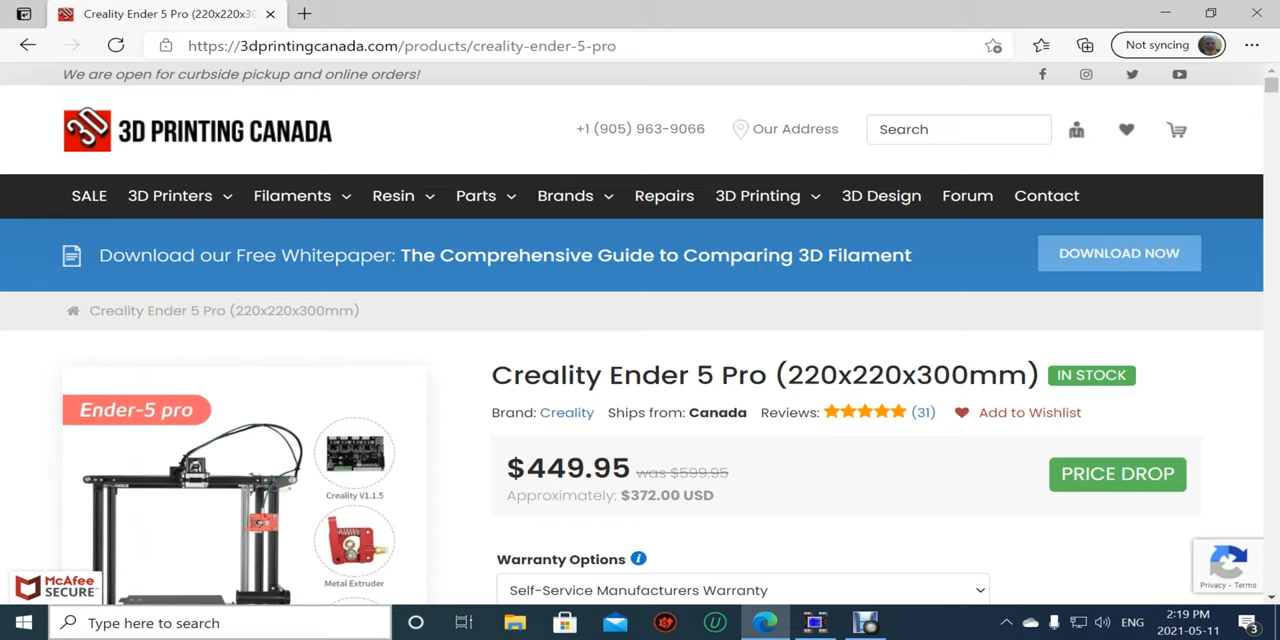 Creality Ender 5 Pro (220x220x30
https://3dprintingcanada.com/products/creality-ender-5-pro
Not syncing
We are open for curbside pickup and online orders!
3D
3D PRINTING CANADA
+1 (905) 963-9066
Our Address
Search
SALE
3D Printers
Filaments
Resin
Parts
Brands
Repairs
3D Printing
3D Design
Forum
Contact
Download our Free Whitepaper: The Comprehensive Guide to Comparing 3D Filament
DOWNLOAD NOW
Creality Ender 5 Pro (220x220x300mm)
Ender-5 pro
Creality V1.1.5
Metal Extruder
Creality Ender 5 Pro (220x220x300mm)
IN STOCK
Brand: Creality Ships from: Canada Reviews: (31) Add to Wishlist
$449.95 was $599.95
Approximately: $372.00 USD
PRICE DROP
Warranty Options
Self-Service Manufacturers Warranty
McAfee
SECURE
Privacy - Terms
Type here to search
ENG
2:19 PM
2021-05-11
3